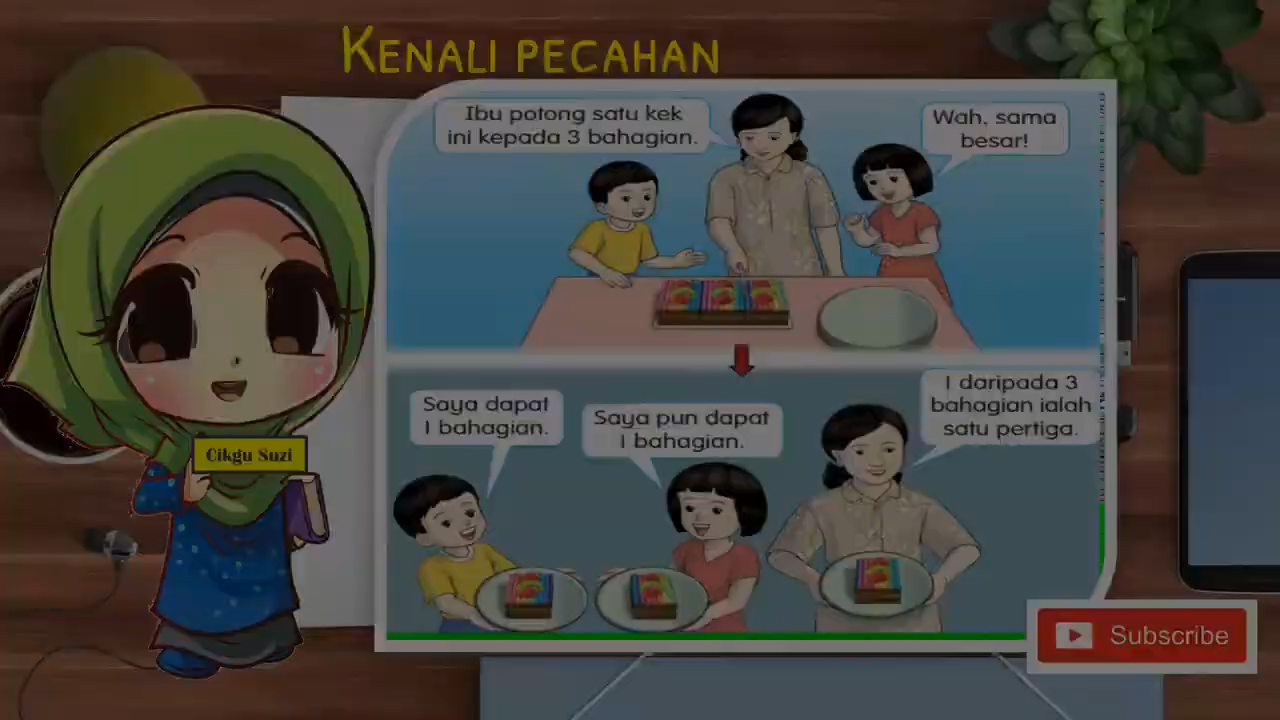 KENALI PECAHAN
Ibu potong satu kek
ini kepada 3 bahagian.
Wah, sama
besar!
Saya dapat
1 bahagian.
Saya pun dapat
1 bahagian.
1 daripada 3
bahagian ialah
satu pertiga.
Cikgu Suzi
Subscribe